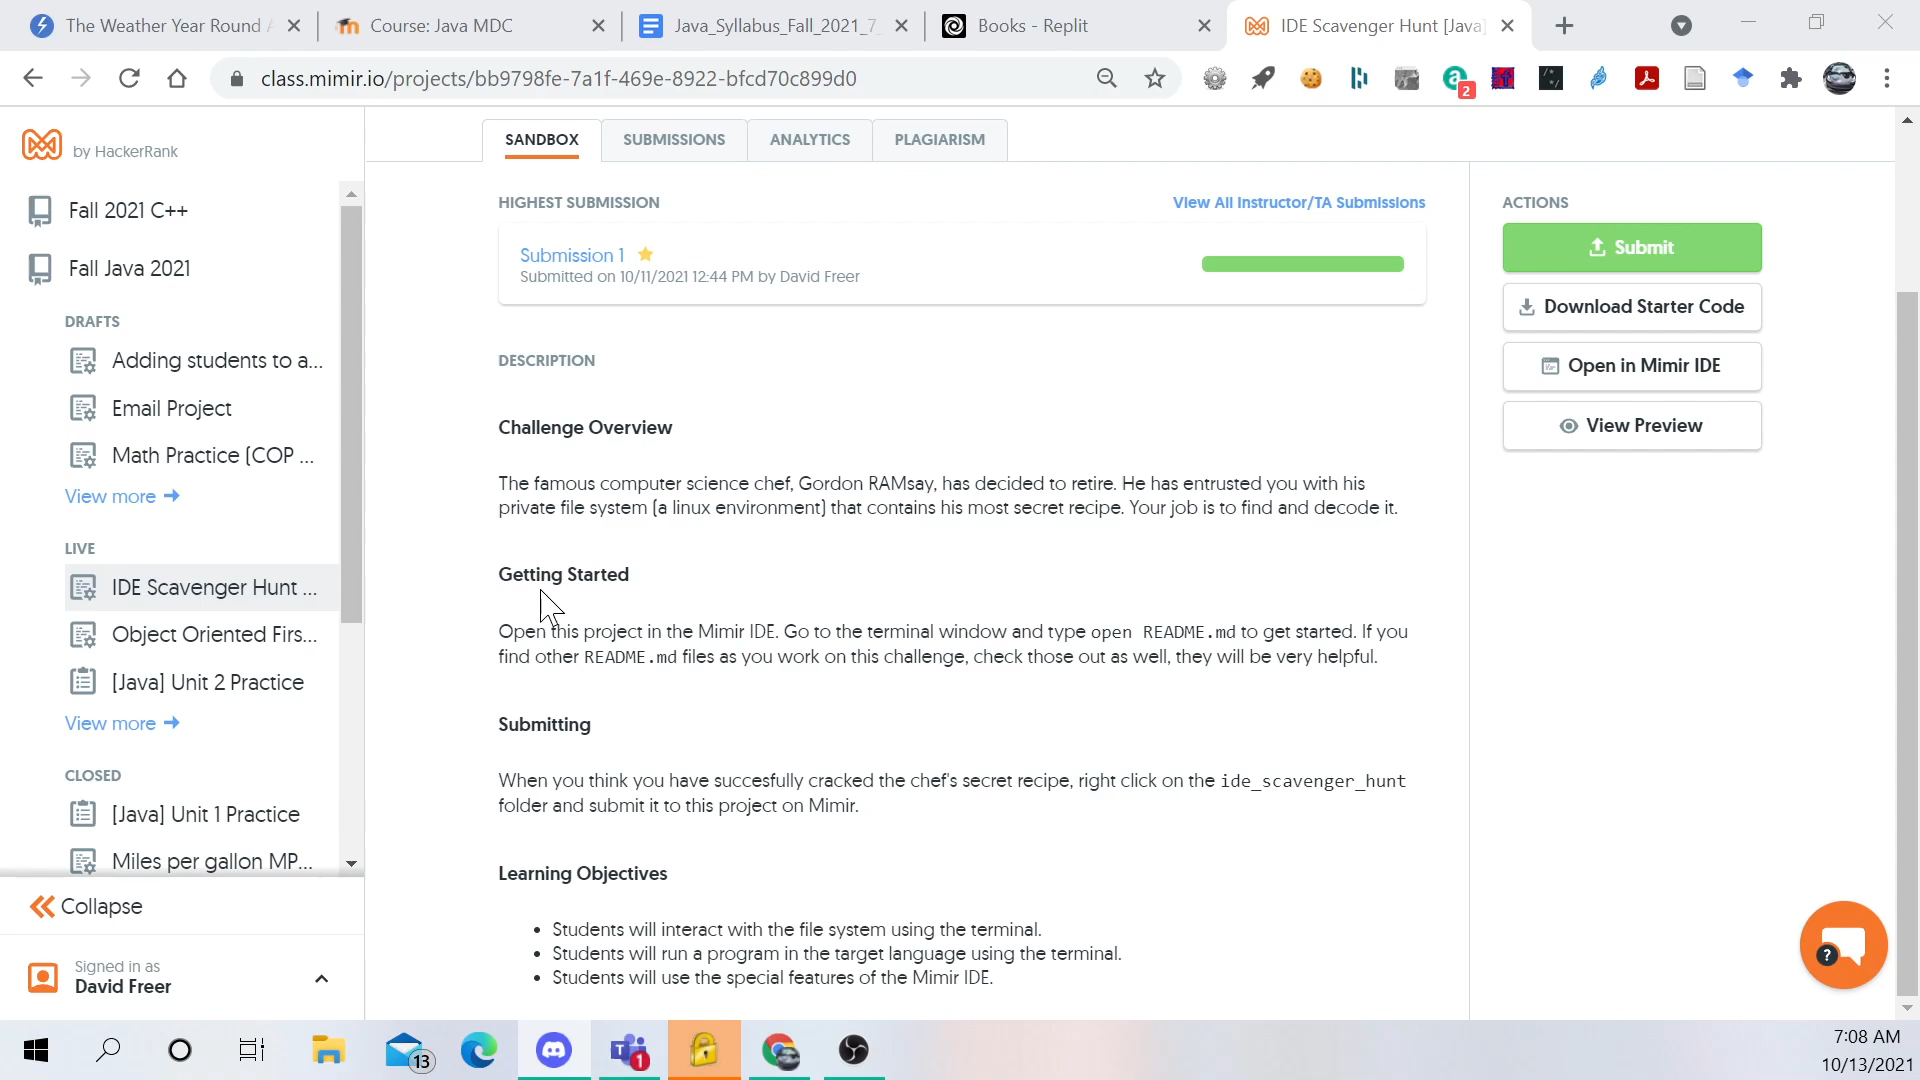 The Weather Year Round A
Course: Java MDC
Java_Syllabus_Fall_2021_7_
Books - Replit
IDE Scavenger Hunt [Java]
class.mimir.io/projects/bb9798fe-7a1f-469e-8922-bfcd70c899d0
2
by HackerRank
Fall 2021 C++
Fall Java 2021
DRAFTS
Adding students to a...
Email Project
Math Practice (COP ...
View more
LIVE
IDE Scavenger Hunt ...
Object Oriented Firs...
[Java] Unit 2 Practice
View more
CLOSED
[Java] Unit 1 Practice
Miles per gallon MP...
Collapse
Signed in as
David Freer
SANDBOX
SUBMISSIONS
ANALYTICS
PLAGIARISM
HIGHEST SUBMISSION
View All Instructor/TA Submissions
Submission 1
Submitted on 10/11/2021 12:44 PM by David Freer
DESCRIPTION
Challenge Overview
The famous computer science chef, Gordon RAMsay, has decided to retire. He has entrusted you with his
private file system (a linux environment) that contains his most secret recipe. Your job is to find and decode it.
Getting Started
Open this project in the Mimir IDE. Go to the terminal window and type open README.md to get started. If you
find other README.md files as you work on this challenge, check those out as well, they will be very helpful.
Submitting
When you think you have succesfully cracked the chef's secret recipe, right click on the ide_scavenger_hunt
folder and submit it to this project on Mimir.
Learning Objectives
• Students will interact with the file system using the terminal.
• Students will run a program in the target language using the terminal.
• Students will use the special features of the Mimir IDE.
ACTIONS
Submit
Download Starter Code
Open in Mimir IDE
View Preview
?
13
1
7:08 AM
10/13/2021